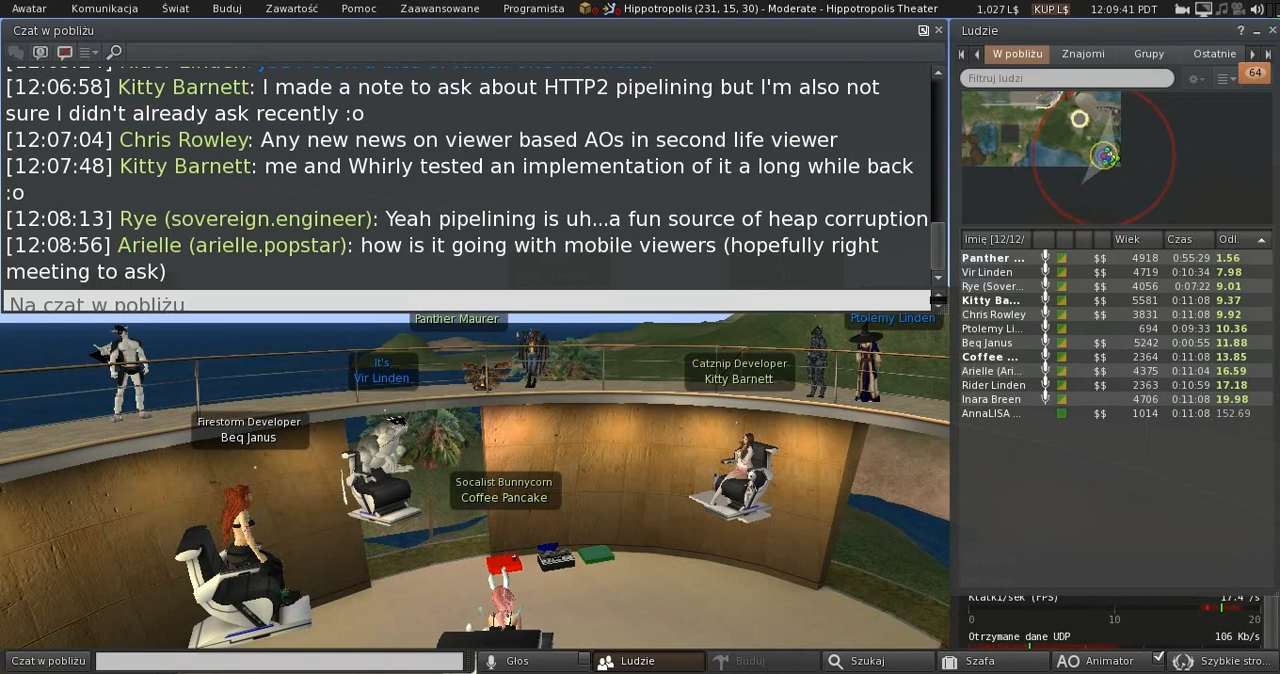 Awatar Komunikacja Świat Buduj Zawartość Pomoc Zaawansowane Programista Hippotropolis (231, 15, 30) - Moderate - Hippotropolis Theater 1,027 L$ KUP L$ 12:09:41 PDT
Czat w pobliżu
[12:06:58] Kitty Barnett: I made a note to ask about HTTP2 pipelining but I'm also not
sure I didn't already ask recently :o
[12:07:04] Chris Rowley: Any new news on viewer based AOs in second life viewer
[12:07:48] Kitty Barnett: me and Whirly tested an implementation of it a long while back
:o
[12:08:13] Rye (sovereign.engineer): Yeah pipelining is uh...a fun source of heap corruption
[12:08:56] Arielle (arielle.popstar): how is it going with mobile viewers (hopefully right
meeting to ask)
Na czat w pobliżu
Panther Maurer
Ptolemy Linden
It's
Vir Linden
Catznip Developer
Kitty Barnett
Firestorm Developer
Beq Janus
Socalist Bunnycorn
Coffee Pancake
Ludzie
W pobliżu Znajomi Grupy Ostatnie
64
Filtruj ludzi
Imię [12/12/ Wiek Czas Odl.
Panther ... $$ 4918 0:55:29 1.56
Vir Linden 4719 0:10:34 7.98
Rye (Sover... $$ 4056 0:07:22 9.01
Kitty Ba... 5581 0:11:08 9.37
Chris Rowley $$ 3831 0:11:08 9.92
Ptolemy Li... 694 0:09:33 10.36
Beq Janus $$ 5242 0:00:55 11.88
Coffee ... $$ 2364 0:11:08 13.85
Arielle (Ari... $$ 4375 0:11:04 16.59
Rider Linden $$ 2363 0:10:59 17.18
Inara Breen 4706 0:11:08 19.98
AnnaLISA ... $$ 1014 0:11:08 152.69
Klatki/sek (FPS) 17.4 /s
0 10 20
Otrzymane dane UDP 106 Kb/s
Czat w pobliżu Głos Ludzie Buduj Szukaj Szafa AO Animator Szybkie stro...